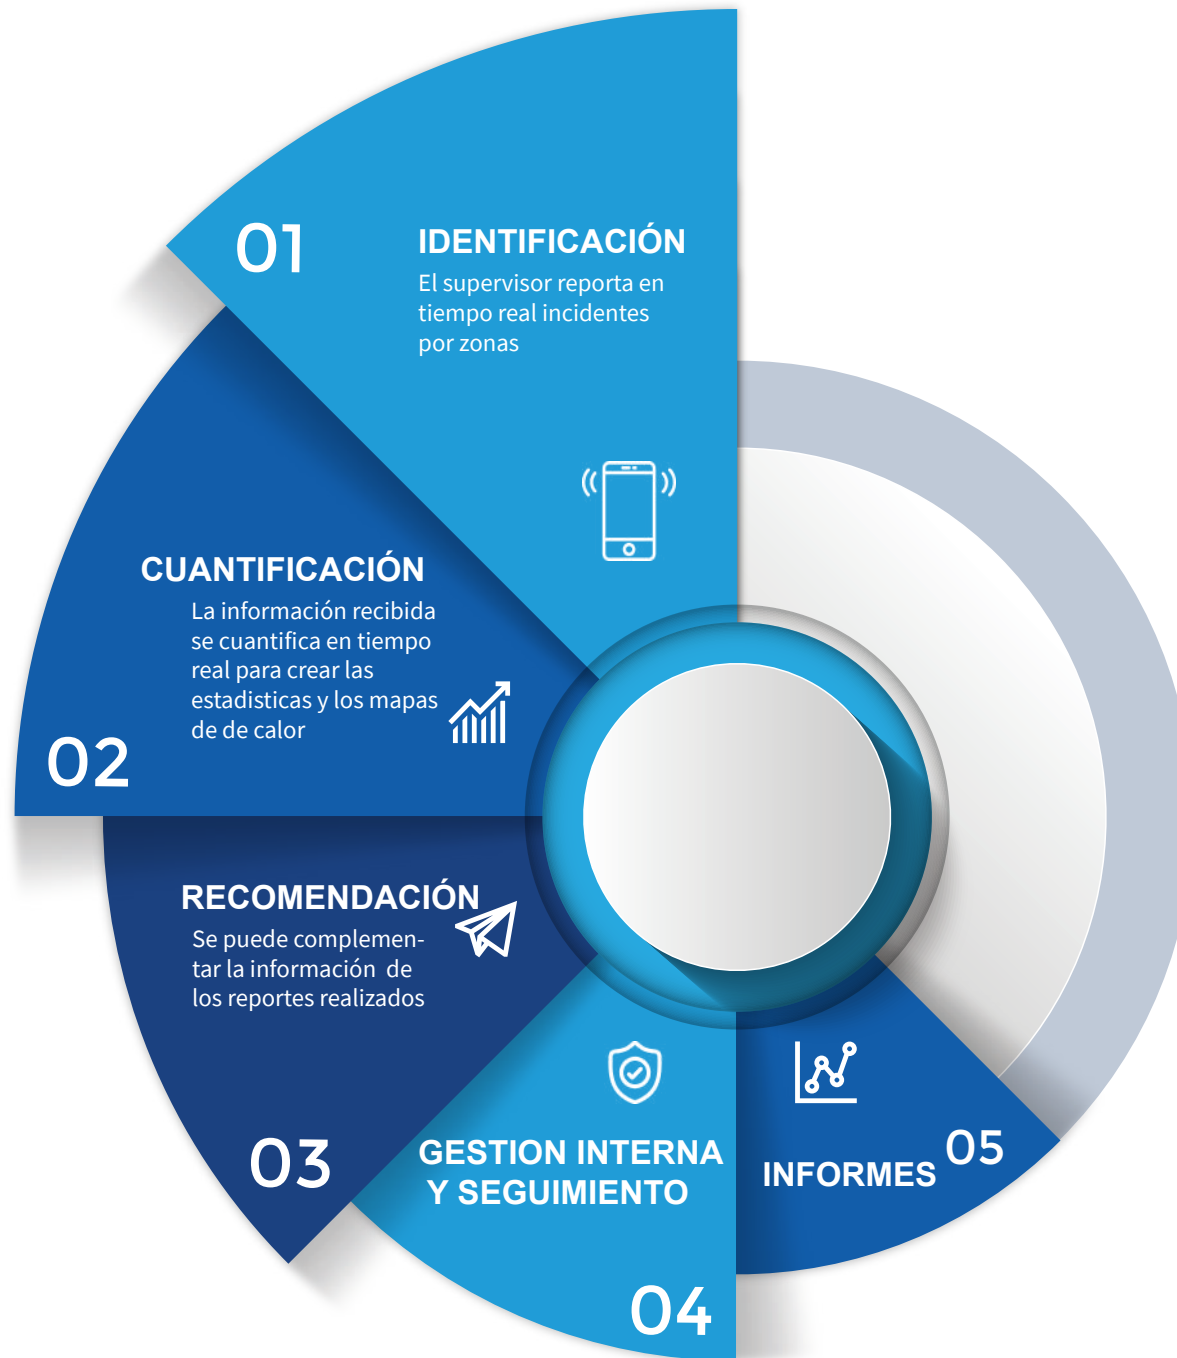 01
IDENTIFICACIÓN
El supervisor reporta en
tiempo real incidentes
por zonas
CUANTIFICACIÓN
La información recibida
se cuantifica en tiempo
real para crear las
estadisticas y los mapas
de de calor
02
RECOMENDACIÓN
Se puede complemen-
tar la información de
los reportes realizados
03
GESTION INTERNA
Y SEGUIMIENTO
04
05
INFORMES